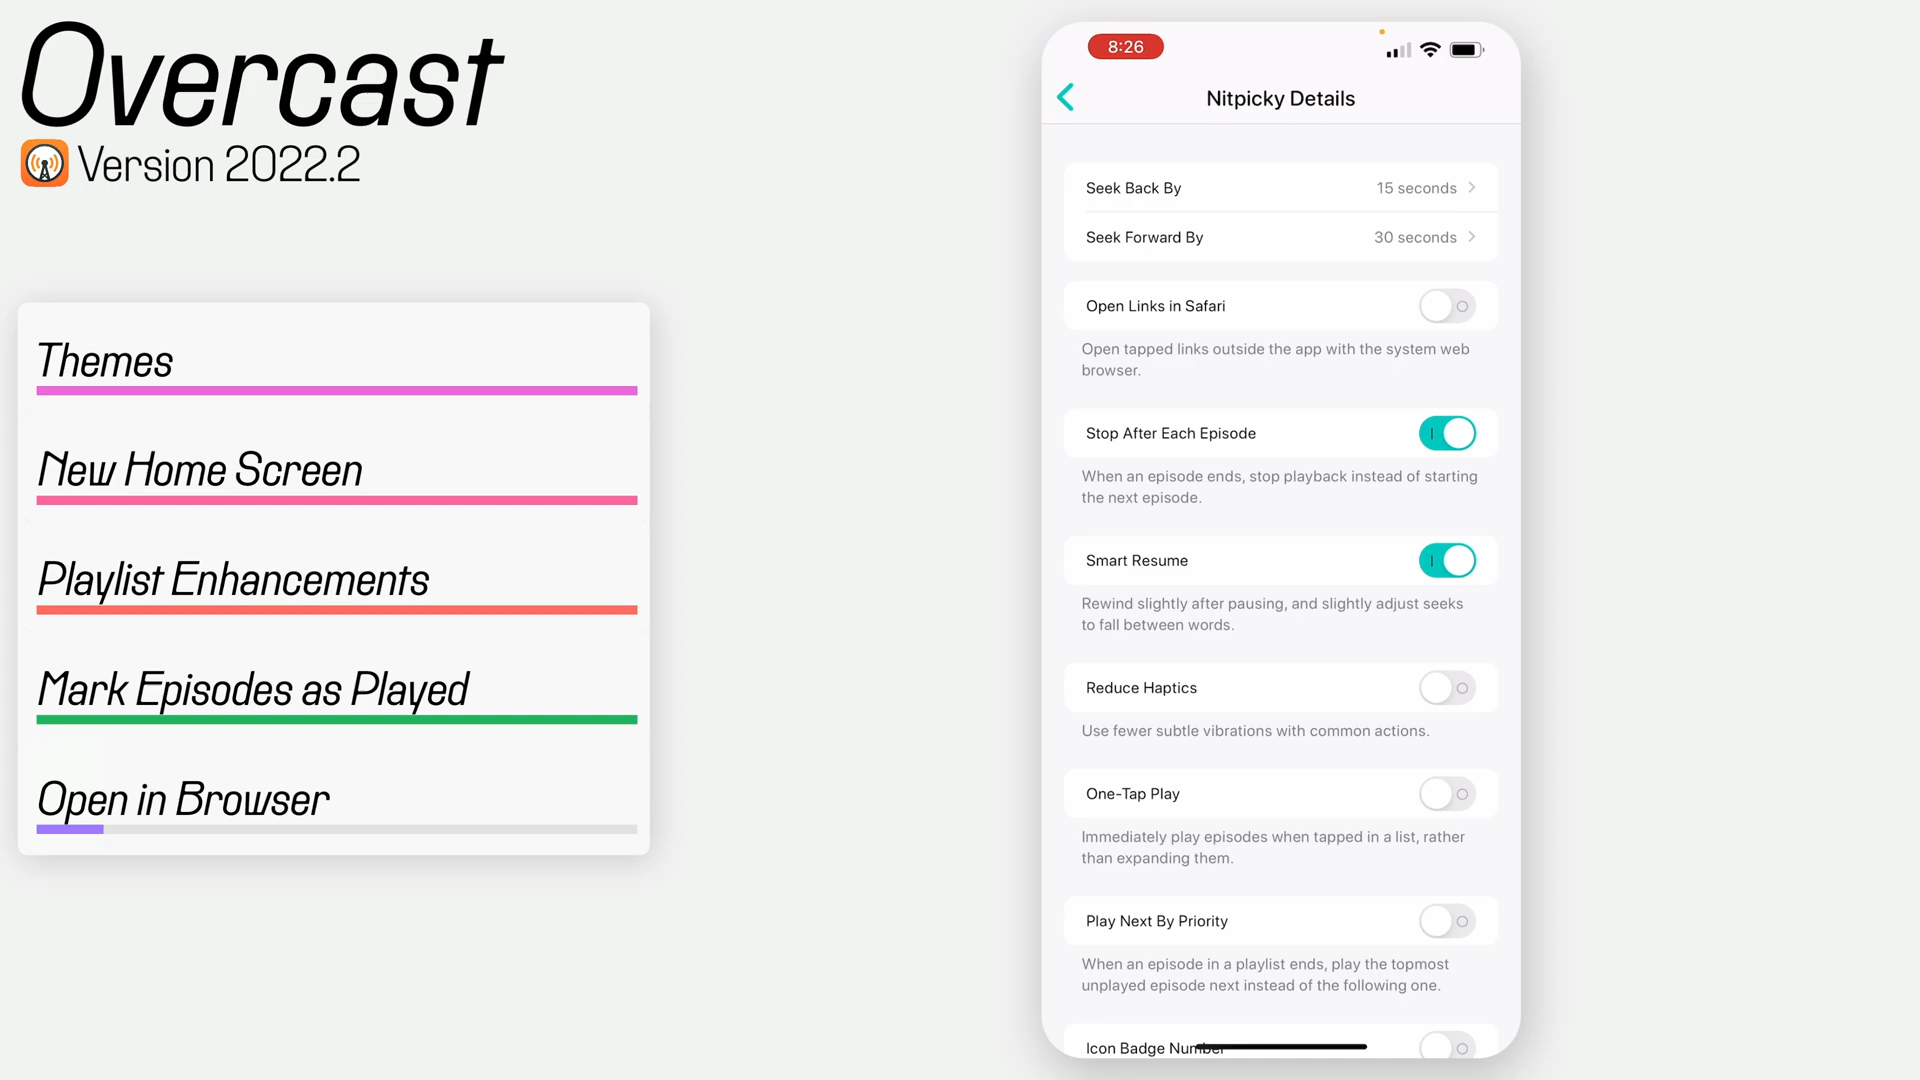 Overcast
Version 2022.2
Themes
New Home Screen
Playlist Enhancements
Mark Episodes as Played
Open in Browser
8:26
Nitpicky Details
Seek Back By 15 seconds
Seek Forward By 30 seconds
Open Links in Safari
Open tapped links outside the app with the system web
browser.
Stop After Each Episode
When an episode ends, stop playback instead of starting
the next episode.
Smart Resume
Rewind slightly after pausing, and slightly adjust seeks
to fall between words.
Reduce Haptics
Use fewer subtle vibrations with common actions.
One-Tap Play
Immediately play episodes when tapped in a list, rather
than expanding them.
Play Next By Priority
When an episode in a playlist ends, play the topmost
unplayed episode next instead of the following one.
Icon Badge Number